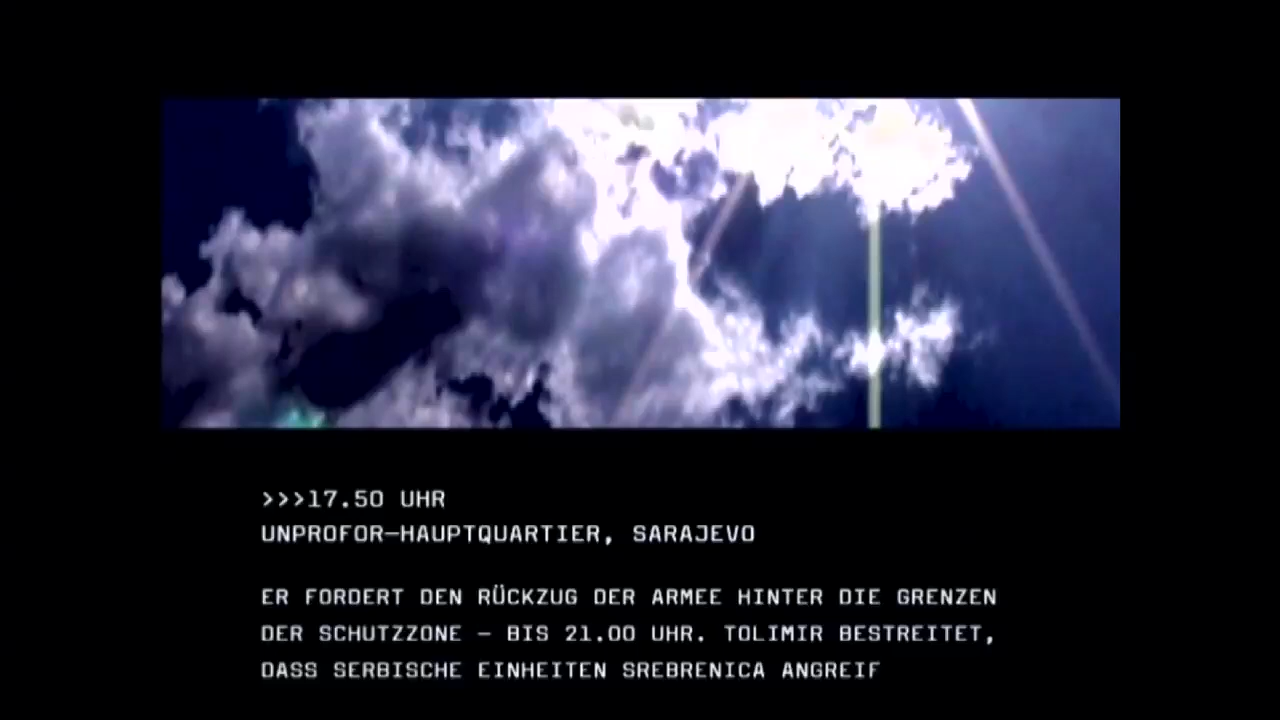 >>>17.50 UHR
UNPROFOR-HAUPTQUARTIER, SARAJEVO
ER FORDERT DEN RÜCKZUG DER ARMEE HINTER DIE GRENZEN
DER SCHUTZZONE - BIS 21.00 UHR. TOLIMIR BESTREITET,
DASS SERBISCHE EINHEITEN SREBRENICA ANGREIF